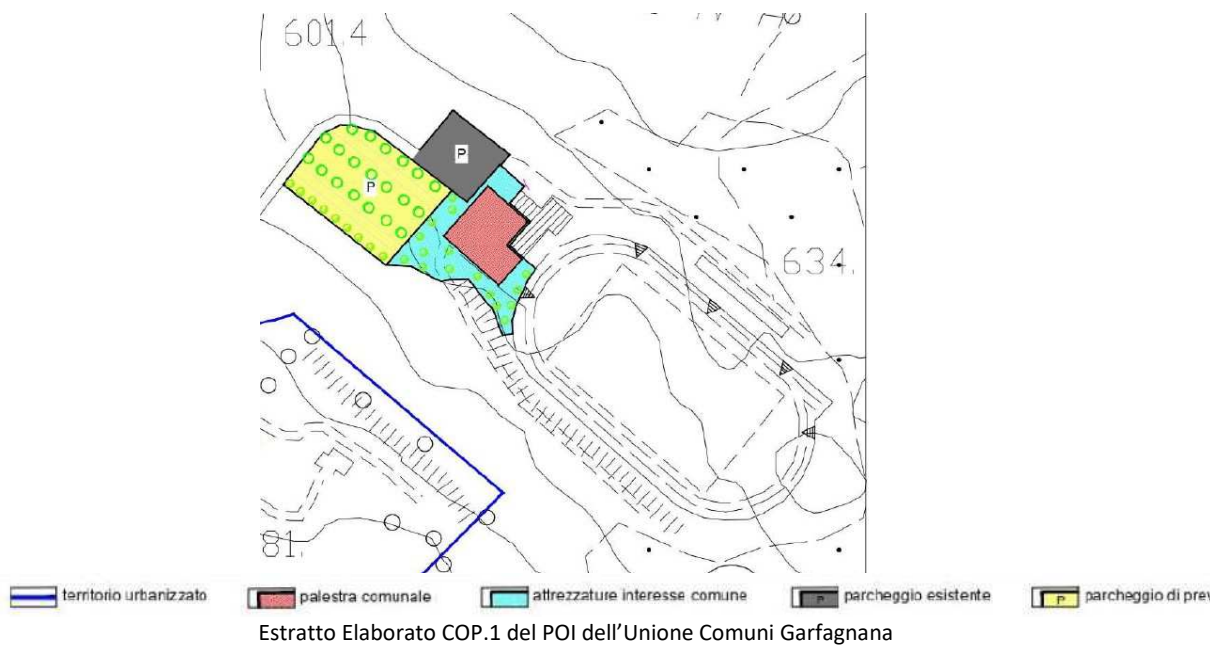 601.4
P
P
634.
81.
territorio urbanizzato palestra comunale attrezzature interesse comune P parcheggio esistente P parcheggio di prev
Estratto Elaborato COP.1 del POI dell’Unione Comuni Garfagnana